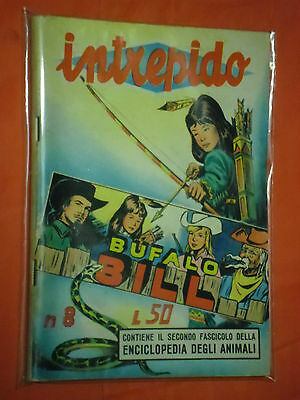 intrepido
BUFALO
BILL
n 8
L.50
CONTIENE IL SECONDO FASCICOLO DELLA
ENCICLOPEDIA DEGLI ANIMALI